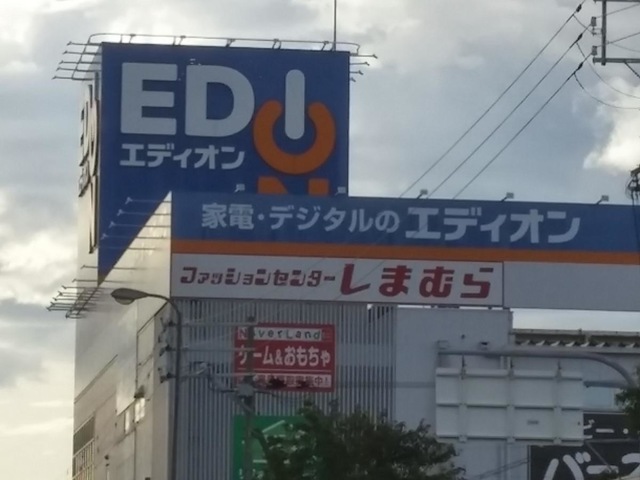 EDION
エディオン
家電・デジタルのエディオン
ファッションセンターしまむら
NeverLand
ゲーム&おもちゃ